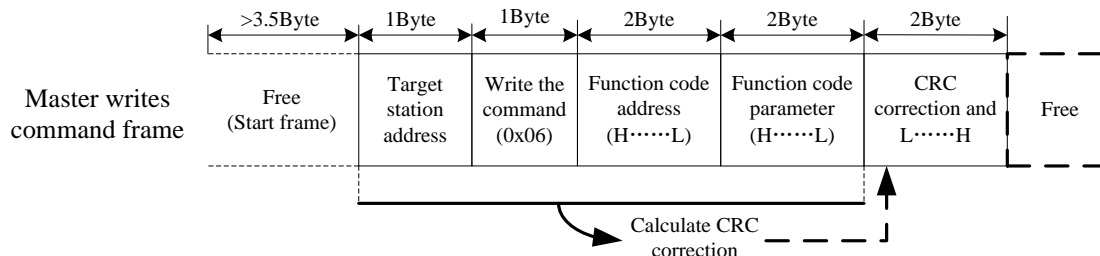 >3.5Byte 1Byte 1Byte 2Byte 2Byte 2Byte
Master writes
command frame
Free
(Start frame)
Target
station
address
Write the
command
(0x06)
Function code
address
(H······L)
Function code
parameter
(H······L)
CRC
correction and
L······H
Free
Calculate CRC
correction